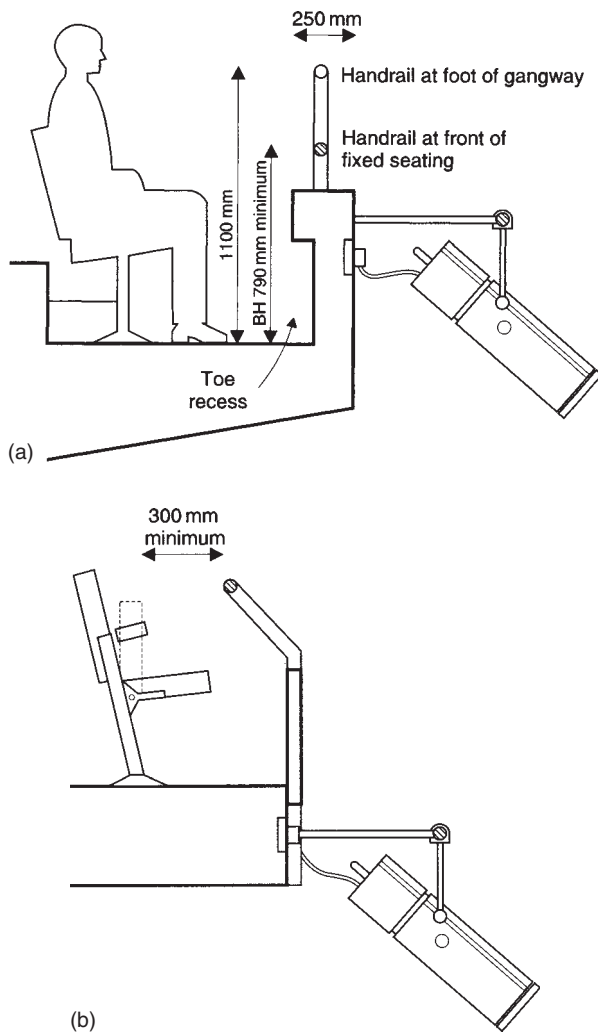 250 mm
Handrail at foot of gangway
Handrail at front of
fixed seating
1100 mm
BH 790 mm minimum
Toe
recess
(a)
300 mm
minimum
(b)